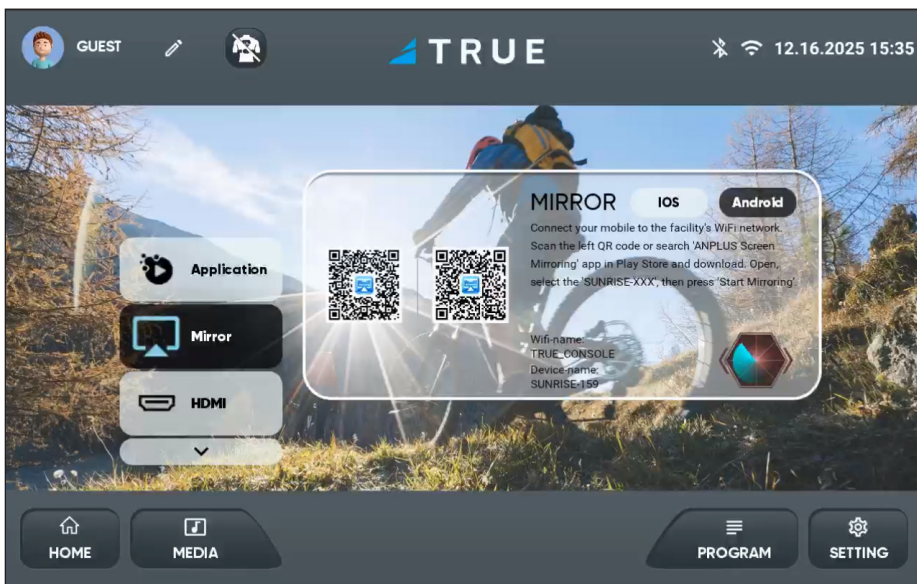 GUEST
TRUE
12.16.2025 15:35
MIRROR
IOS
Android
Connect your mobile to the facility's WiFi network.
Scan the left QR code or search 'ANPLUS Screen
Mirroring' app in Play Store and download. Open,
select the 'SUNRISE-XXX', then press 'Start Mirroring'.
Application
Mirror
HDMI
Wifi-name:
TRUE_CONSOLE
Device-name:
SUNRISE-159
HOME
MEDIA
PROGRAM
SETTING